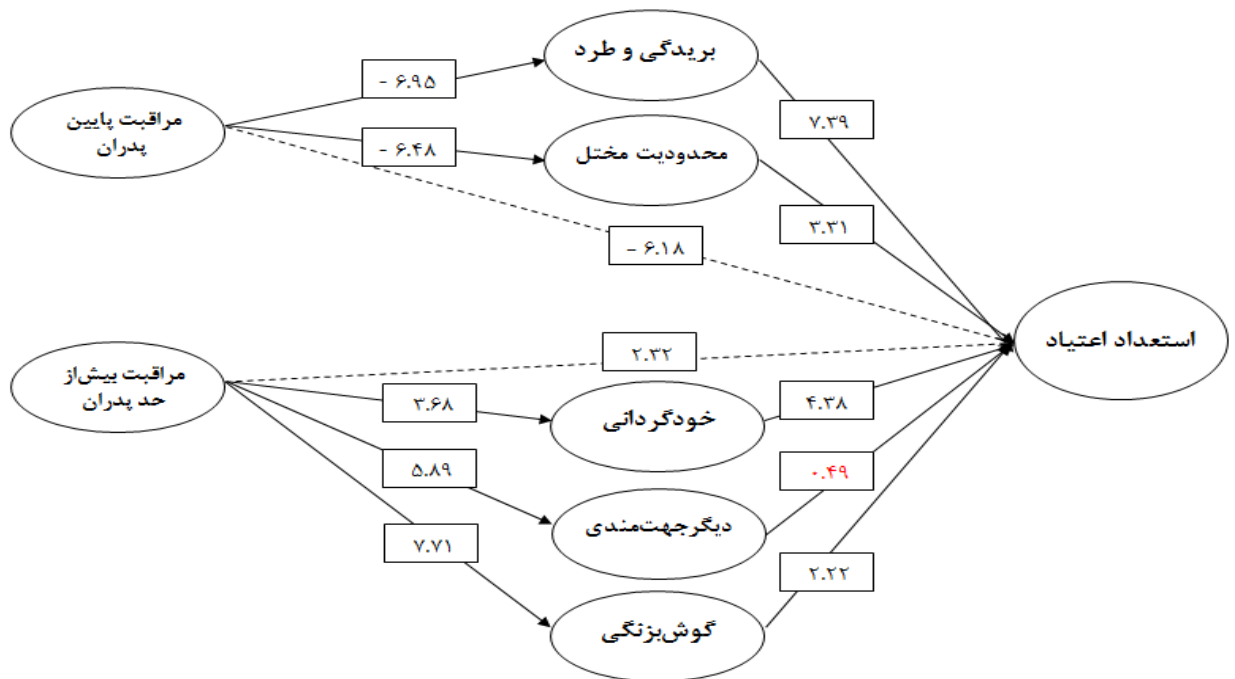 بریدگی و طرد
- ۶.۹۵
۷.۳۹
مراقبت پایین
پدران
- ۶.۴۸
محدودیت مختل
۳.۳۱
- ۶.۱۸
استعداد اعتیاد
۲.۳۲
مراقبت بیش‌از
حد پدران
۳.۶۸
خودگردانی
۴.۳۸
۵.۸۹
۰.۴۹
دیگرجهت‌مندی
۷.۷۱
۲.۲۲
گوش‌بزنگی